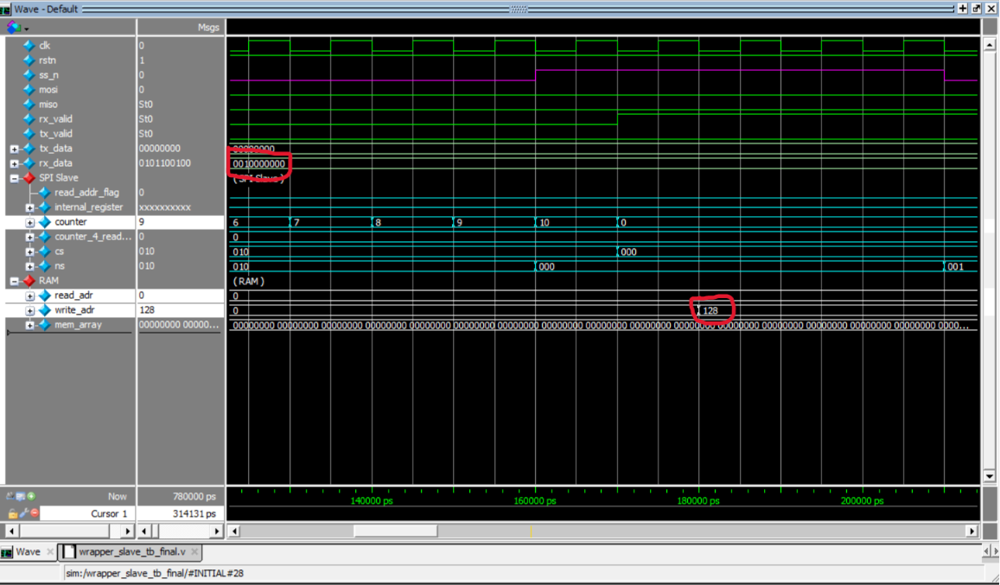 Wave - Default
Msgs
clk 0
rstn 1
ss_n 0
mosi 0
miso St0
rx_valid St0
tx_valid St0
tx_data 00000000 00000000
rx_data 0101100100 0010000000
SPI Slave (SPI Slave)
read_addr_flag 0
internal_register xxxxxxxxxx
counter 9 6 7 8 9 10 0
counter_4_read... 0 0
cs 010 010 000
ns 010 010 000 001
RAM (RAM)
read_adr 0 0
write_adr 128 0 128
mem_array 00000000 00000... 00000000 00000000 00000000 00000000 00000000 00000000 00000000 00000000 00000000 00000000 00000000 00000000 00000000 00000000 00000000 00000000 0000...
Now 780000 ps 140000 ps 160000 ps 180000 ps 200000 ps
Cursor 1 314131 ps
Wave wrapper_slave_tb_final.v
sim:/wrapper_slave_tb_final/#INITIAL#28